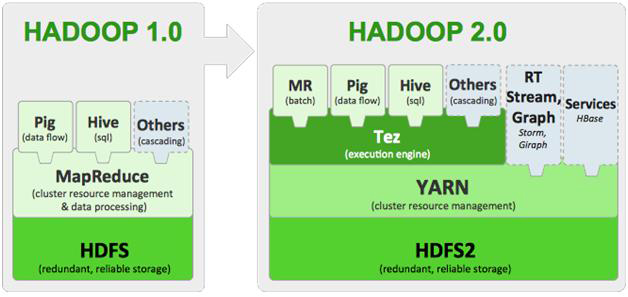 HADOOP 1.0
Pig
(data flow)
Hive
(sql)
Others
(cascading)
MapReduce
(cluster resource management
& data processing)
HDFS
(redundant, reliable storage)
HADOOP 2.0
MR
(batch)
Pig
(data flow)
Hive
(sql)
Others
(cascading)
RT
Stream,
Graph
Storm,
Giraph
Services
HBase
Tez
(execution engine)
YARN
(cluster resource management)
HDFS2
(redundant, reliable storage)